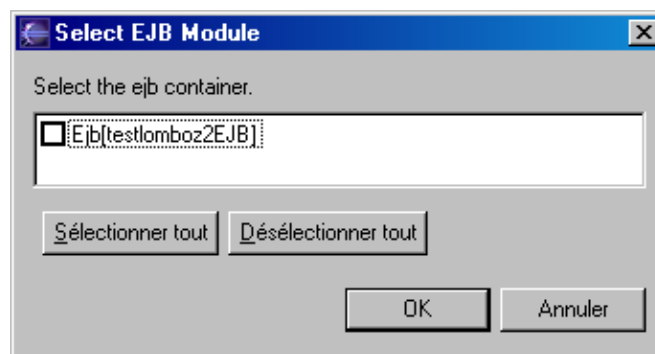 Select EJB Module
Select the ejb container.
Ejb[testlomboz2EJB]
Sélectionner tout Désélectionner tout
OK Annuler